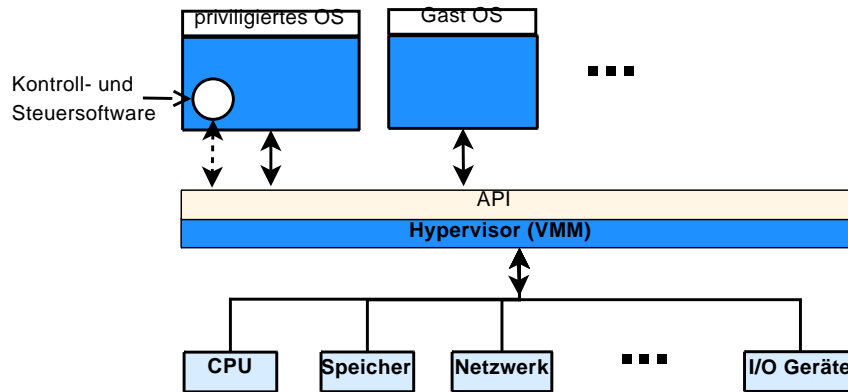 priviligiertes OS
Gast OS
Kontroll- und
Steuersoftware
API
Hypervisor (VMM)
CPU
Speicher
Netzwerk
I/O Geräte